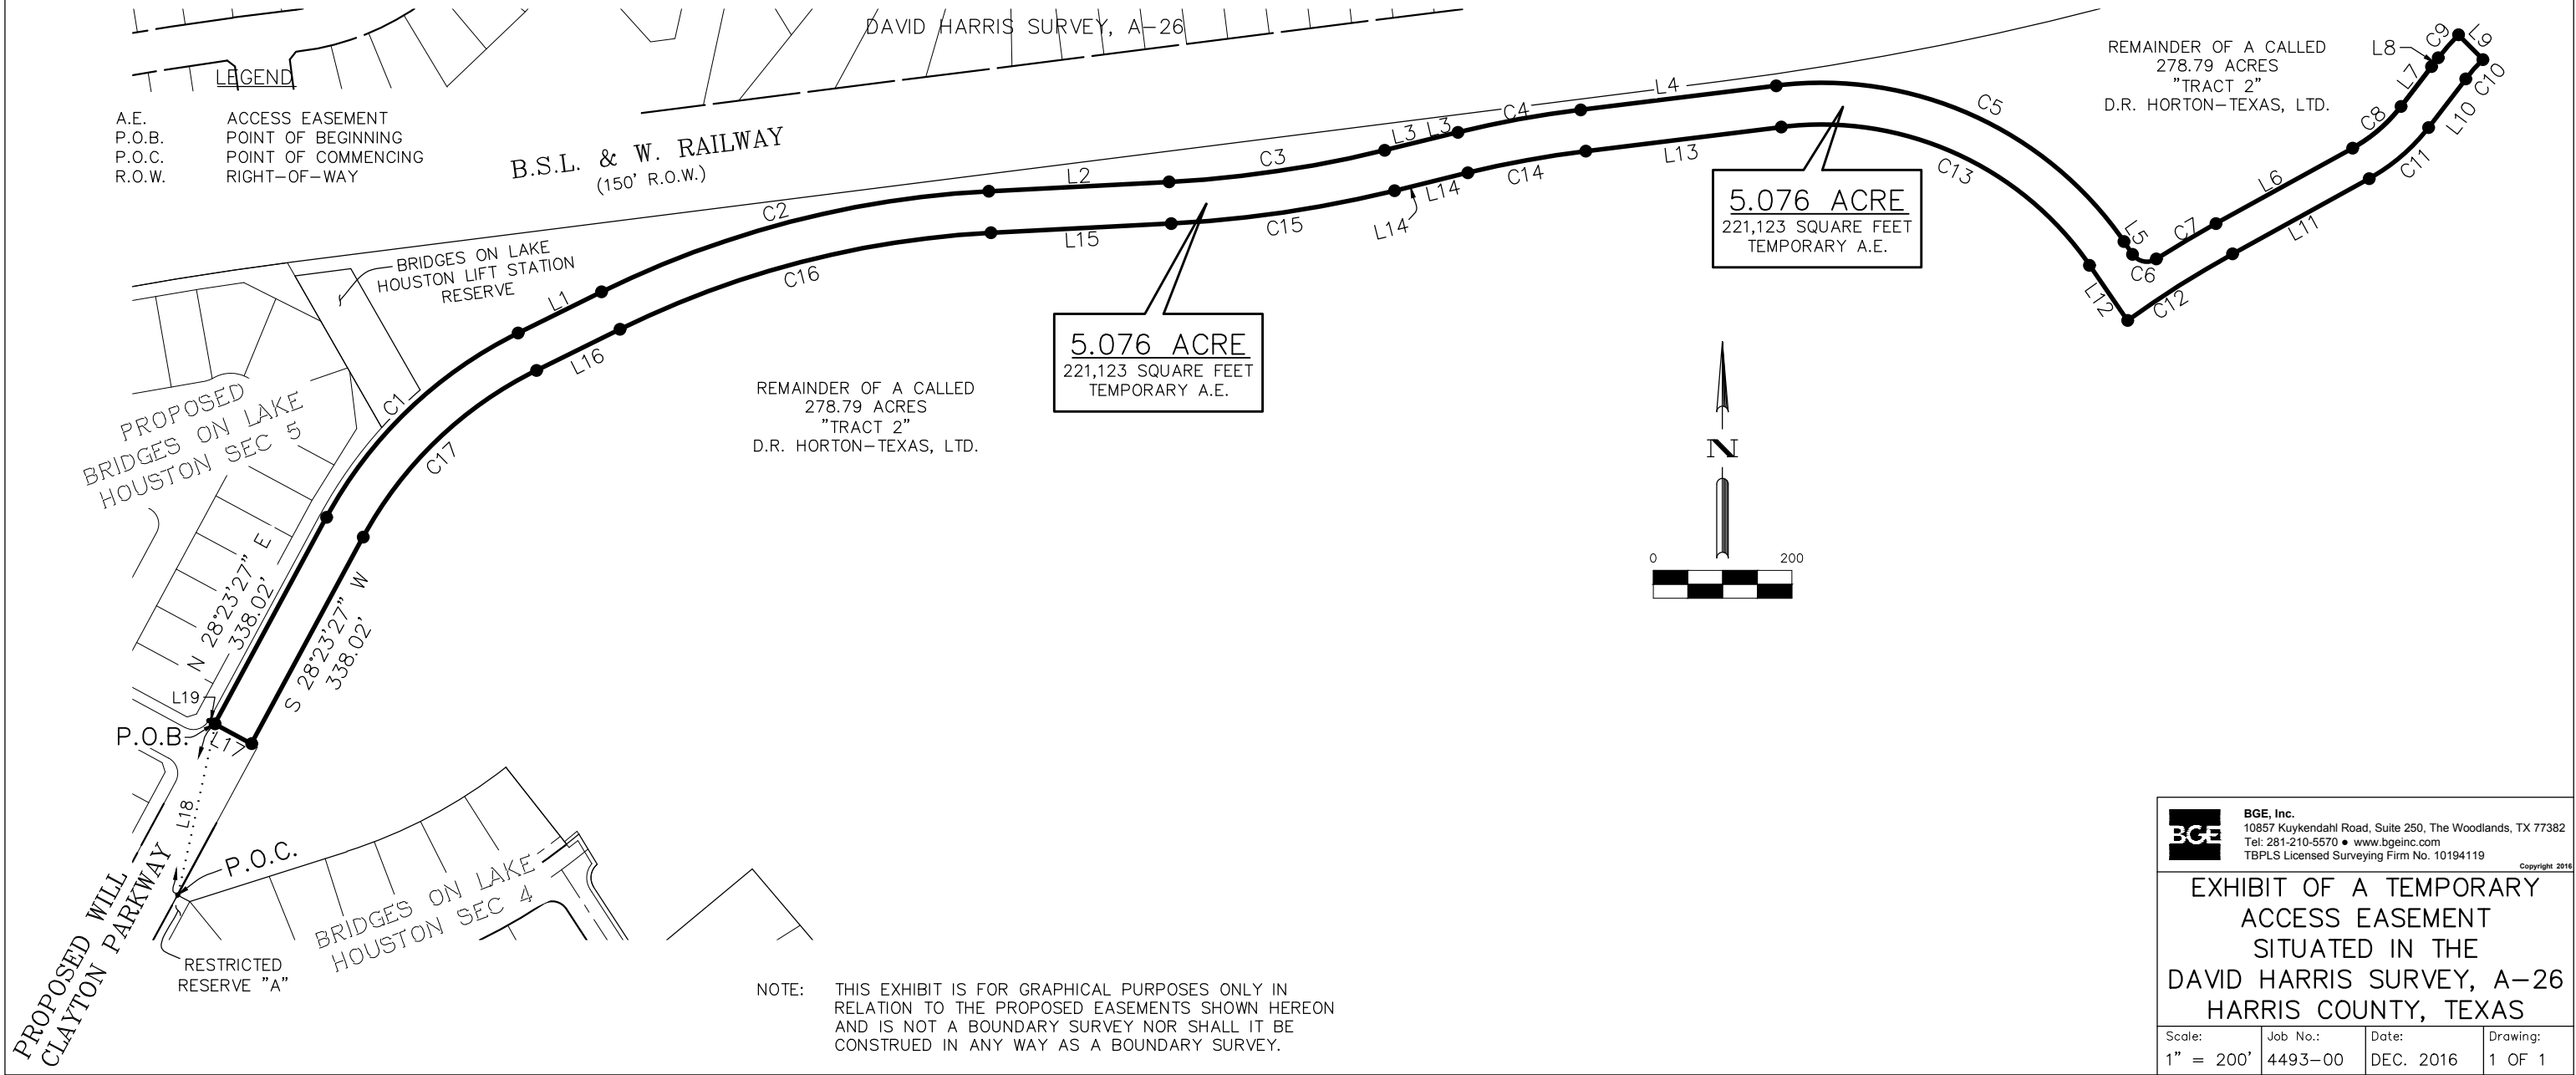 DAVID HARRIS SURVEY, A-26
LEGEND
A.E. ACCESS EASEMENT
P.O.B. POINT OF BEGINNING
P.O.C. POINT OF COMMENCING
R.O.W. RIGHT-OF-WAY
B.S.L. & W. RAILWAY
(150' R.O.W.)
BRIDGES ON LAKE
HOUSTON LIFT STATION
RESERVE
PROPOSED
BRIDGES ON LAKE
HOUSTON SEC 5
REMAINDER OF A CALLED
278.79 ACRES
"TRACT 2"
D.R. HORTON-TEXAS, LTD.
REMAINDER OF A CALLED
278.79 ACRES
"TRACT 2"
D.R. HORTON-TEXAS, LTD.
5.076 ACRE
221,123 SQUARE FEET
TEMPORARY A.E.
5.076 ACRE
221,123 SQUARE FEET
TEMPORARY A.E.
C1
L1
C2
L2
C3
L3
L3
C4
L4
C5
L5
C6
C7
L6
C8
L7
L8
C9
L9
C10
L10
C11
L11
C12
L12
C13
L13
C14
L14
L14
C15
L15
C16
L16
C17
N 28°23'27" E
338.02'
S 28°23'27" W
338.02'
L19
P.O.B.
L17
L18
P.O.C.
N
0 200
PROPOSED WILL
CLAYTON PARKWAY
RESTRICTED
RESERVE "A"
BRIDGES ON LAKE
HOUSTON SEC 4
NOTE: THIS EXHIBIT IS FOR GRAPHICAL PURPOSES ONLY IN
RELATION TO THE PROPOSED EASEMENTS SHOWN HEREON
AND IS NOT A BOUNDARY SURVEY NOR SHALL IT BE
CONSTRUED IN ANY WAY AS A BOUNDARY SURVEY.
BGE
BGE, Inc.
10857 Kuykendahl Road, Suite 250, The Woodlands, TX 77382
Tel: 281-210-5570 ● www.bgeinc.com
TBPLS Licensed Surveying Firm No. 10194119
Copyright 2016
EXHIBIT OF A TEMPORARY
ACCESS EASEMENT
SITUATED IN THE
DAVID HARRIS SURVEY, A-26
HARRIS COUNTY, TEXAS
Scale: Job No.: Date: Drawing:
1" = 200' 4493-00 DEC. 2016 1 OF 1